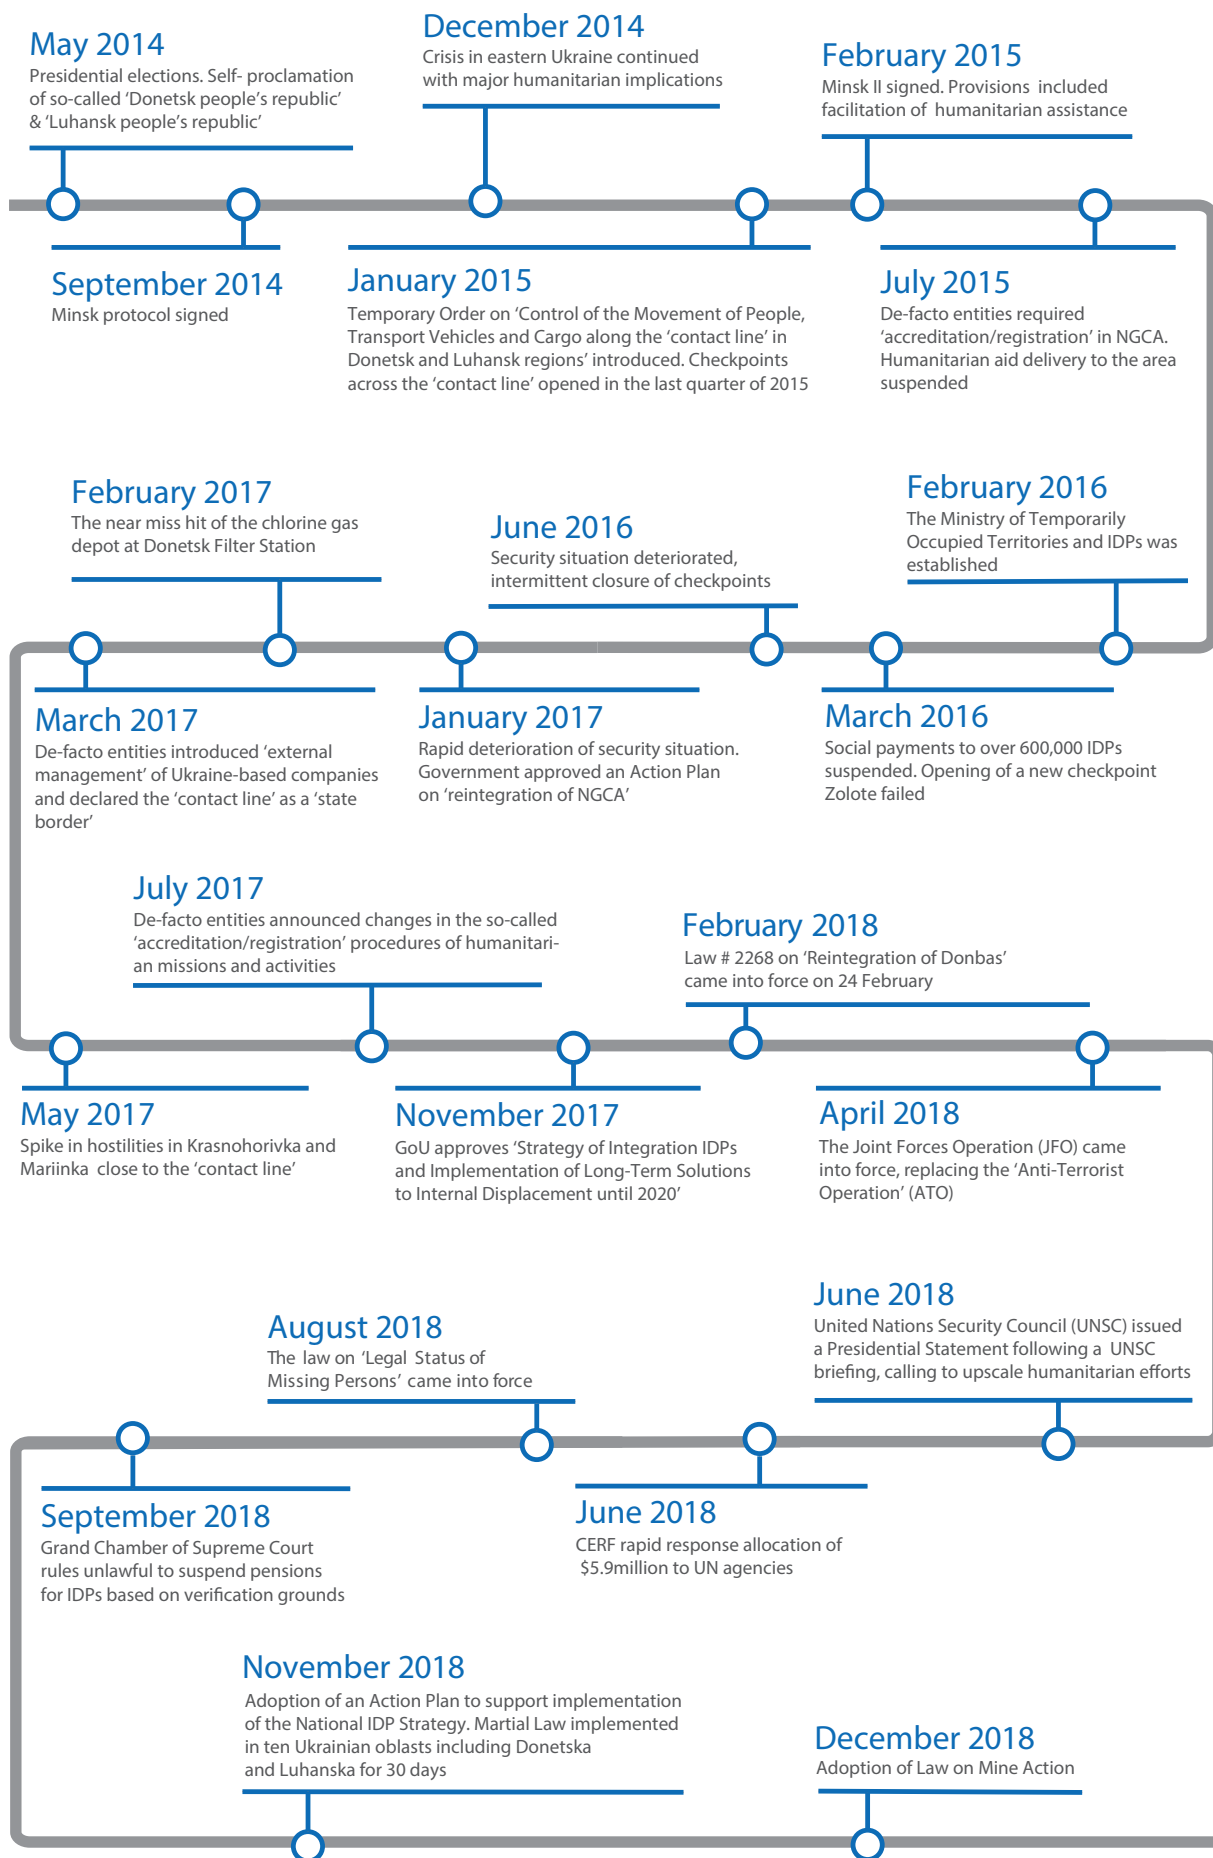 May 2014
Presidential elections. Self- proclamation
of so-called ‘Donetsk people’s republic’
& ‘Luhansk people’s republic’
September 2014
Minsk protocol signed
December 2014
Crisis in eastern Ukraine continued
with major humanitarian implications
January 2015
Temporary Order on ‘Control of the Movement of People,
Transport Vehicles and Cargo along the ‘contact line’ in
Donetsk and Luhansk regions’ introduced. Checkpoints
across the ‘contact line’ opened in the last quarter of 2015
February 2015
Minsk II signed. Provisions included
facilitation of humanitarian assistance
July 2015
De-facto entities required
‘accreditation/registration’ in NGCA.
Humanitarian aid delivery to the area
suspended
February 2016
The Ministry of Temporarily
Occupied Territories and IDPs was
established
March 2016
Social payments to over 600,000 IDPs
suspended. Opening of a new checkpoint
Zolote failed
June 2016
Security situation deteriorated,
intermittent closure of checkpoints
January 2017
Rapid deterioration of security situation.
Government approved an Action Plan
on ‘reintegration of NGCA’
February 2017
The near miss hit of the chlorine gas
depot at Donetsk Filter Station
March 2017
De-facto entities introduced ‘external
management’ of Ukraine-based companies
and declared the ‘contact line’ as a ‘state
border’
May 2017
Spike in hostilities in Krasnohorivka and
Mariinka close to the ‘contact line’
July 2017
De-facto entities announced changes in the so-called
‘accreditation/registration’ procedures of humanitari-
an missions and activities
November 2017
GoU approves ‘Strategy of Integration IDPs
and Implementation of Long-Term Solutions
to Internal Displacement until 2020’
February 2018
Law # 2268 on ‘Reintegration of Donbas’
came into force on 24 February
April 2018
The Joint Forces Operation (JFO) came
into force, replacing the ‘Anti-Terrorist
Operation’ (ATO)
June 2018
United Nations Security Council (UNSC) issued
a Presidential Statement following a UNSC
briefing, calling to upscale humanitarian efforts
June 2018
CERF rapid response allocation of
$5.9million to UN agencies
August 2018
The law on ‘Legal Status of
Missing Persons’ came into force
September 2018
Grand Chamber of Supreme Court
rules unlawful to suspend pensions
for IDPs based on verification grounds
November 2018
Adoption of an Action Plan to support implementation
of the National IDP Strategy. Martial Law implemented
in ten Ukrainian oblasts including Donetska
and Luhanska for 30 days
December 2018
Adoption of Law on Mine Action